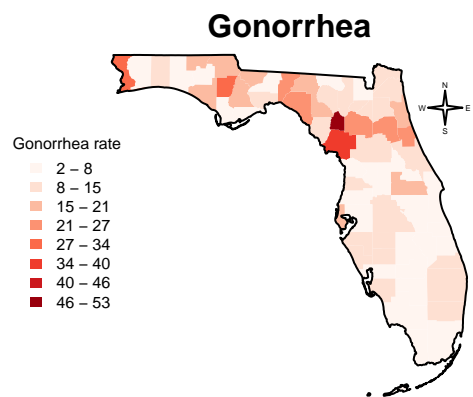 Gonorrhea
N
W E
S
Gonorrhea rate
2 – 8
8 – 15
15 – 21
21 – 27
27 – 34
34 – 40
40 – 46
46 – 53